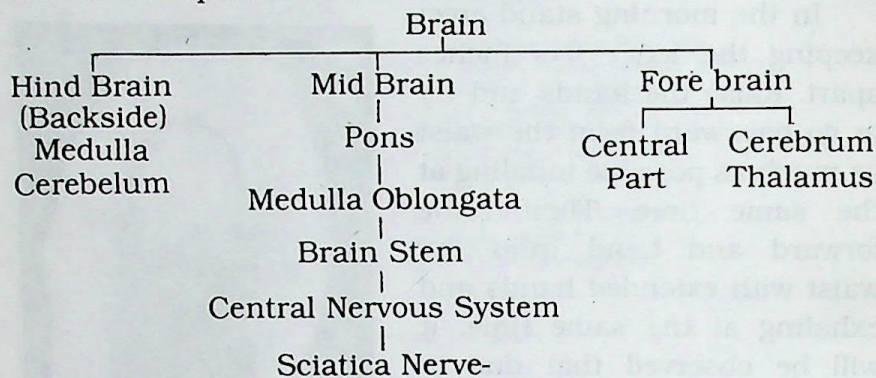 Brain
Hind Brain Mid Brain Fore brain
(Backside)
Medulla Pons Central Cerebrum
Cerebelum Part Thalamus
Medulla Oblongata
Brain Stem
Central Nervous System
Sciatica Nerve-